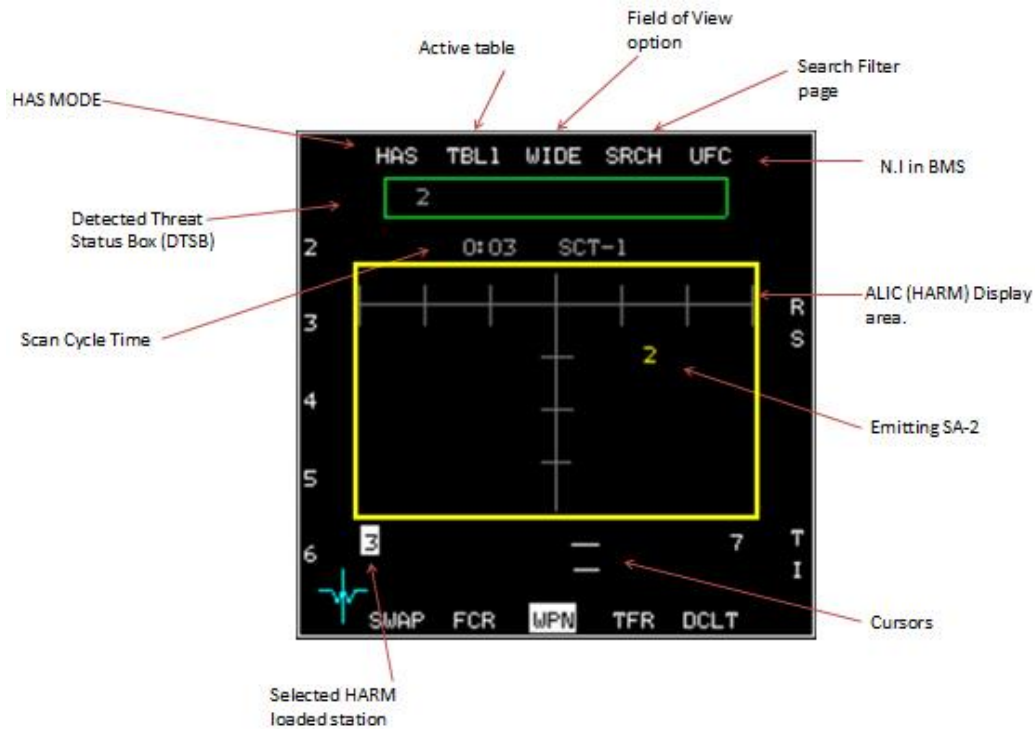 Field of View
option
Active table
Search Filter
page
HAS MODE
HAS TBL1 WIDE SRCH UFC
N.I in BMS
2
Detected Threat
Status Box (DTSB)
2
0:03 SCT-1
ALIC (HARM) Display
area.
R
S
3
Scan Cycle Time
2
4
Emitting SA-2
5
3
7
T
I
6
Cursors
SWAP FCR WPN TFR DCLT
Selected HARM
loaded station